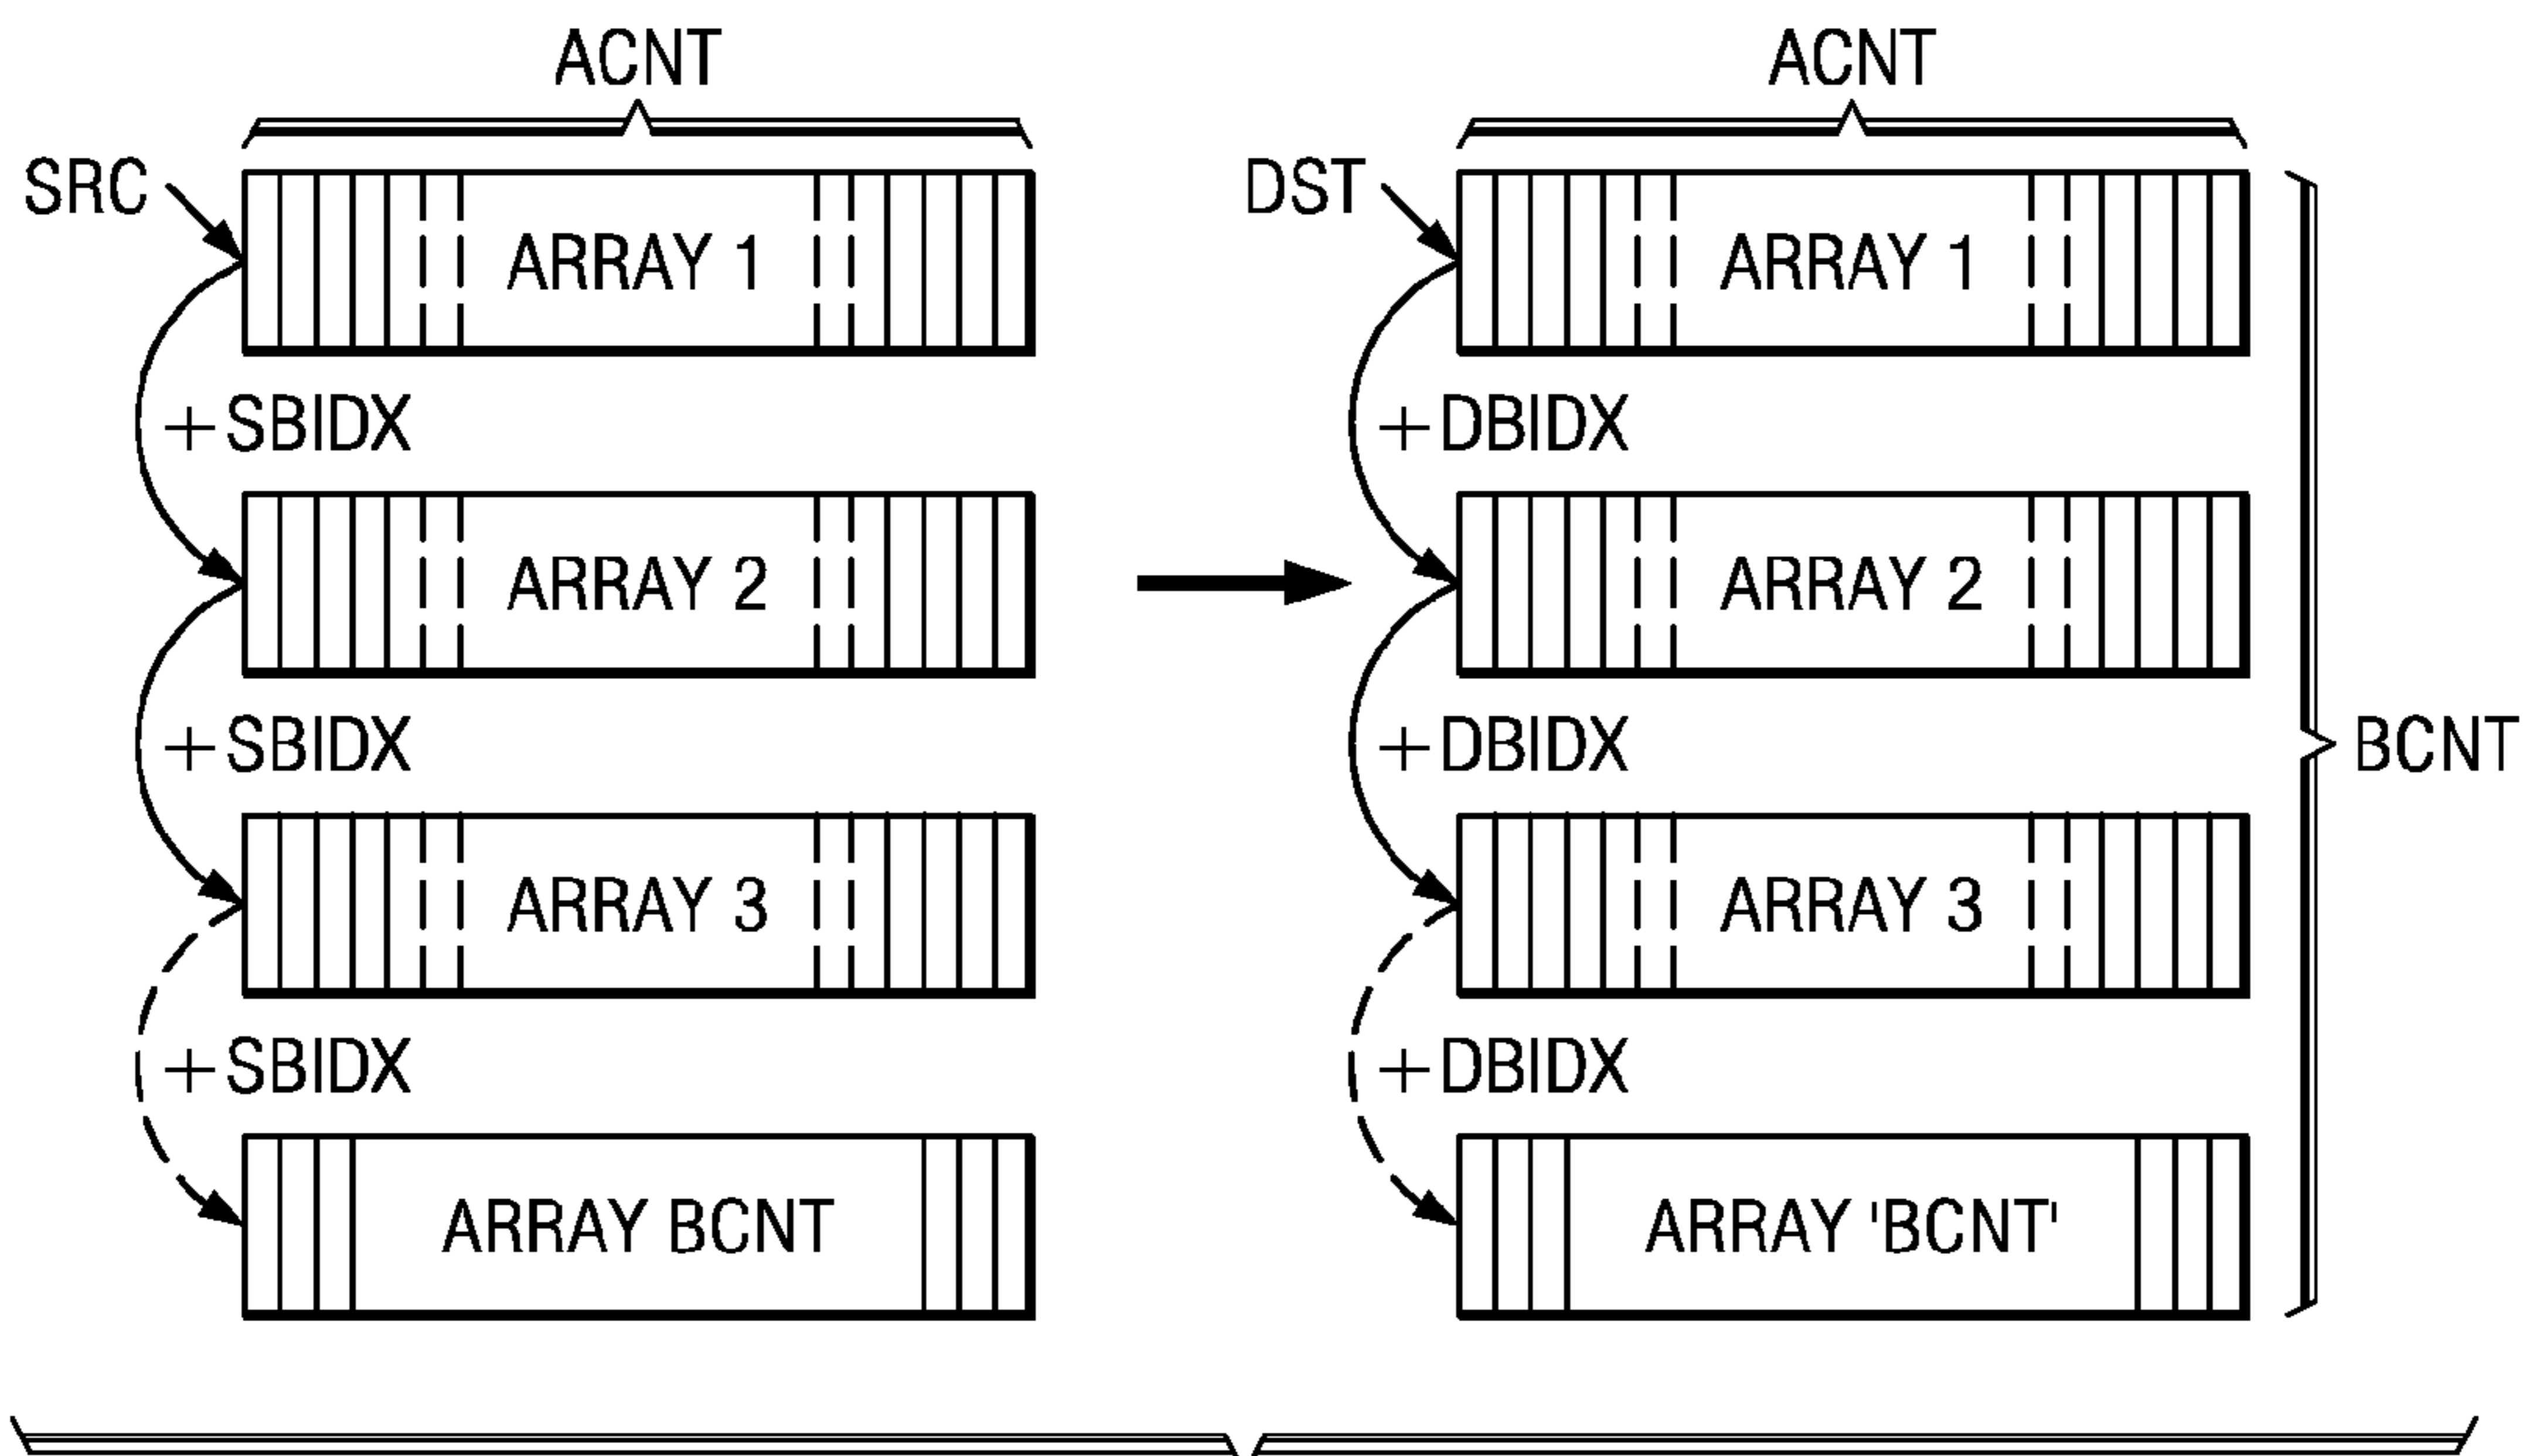 ACNT ACNT
SRC DST
ARRAY 1 ARRAY 1
+SBIDX +DBIDX
ARRAY 2 ARRAY 2
+SBIDX +DBIDX BCNT
ARRAY 3 ARRAY 3
+SBIDX +DBIDX
ARRAY BCNT ARRAY 'BCNT'